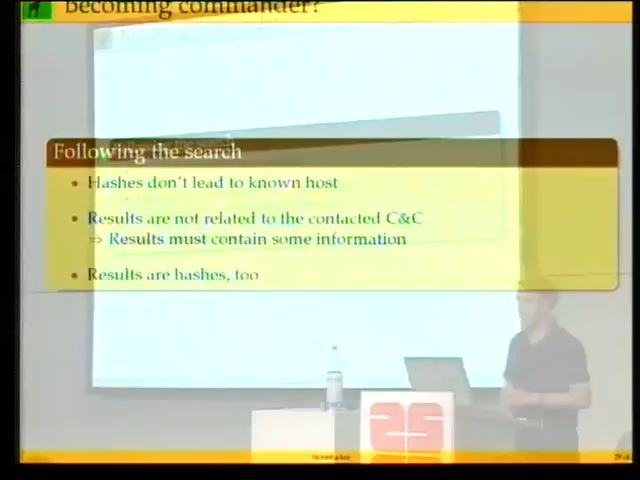 Becoming commander?
Following the search
• Hashes don't lead to known host
• Results are not related to the contacted C&C
⇒ Results must contain some information
• Results are hashes, too